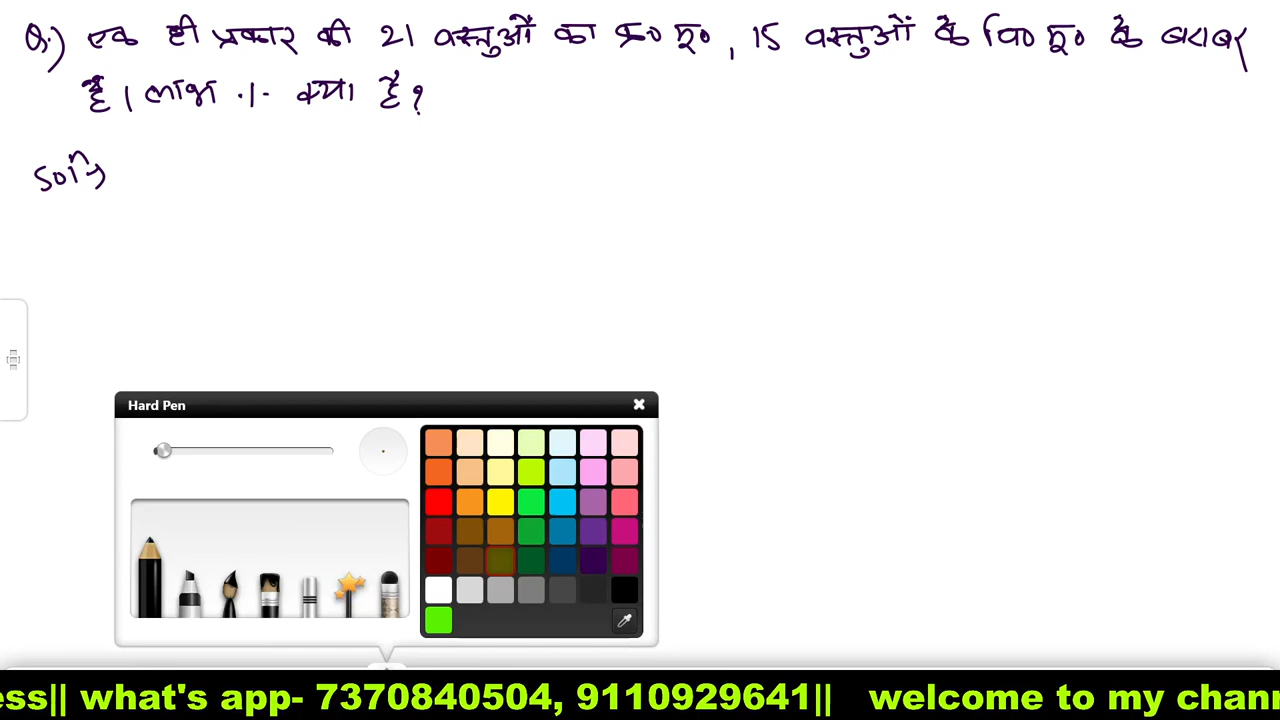 Q.) एक ही प्रकार की 21 वस्तुओं का क्र० मू०, 15 वस्तुओं के वि० मू० के बराबर
है। लाभ % क्या है?
Solⁿ→
Hard Pen
ess|| what's app- 7370840504, 9110929641|| welcome to my chann